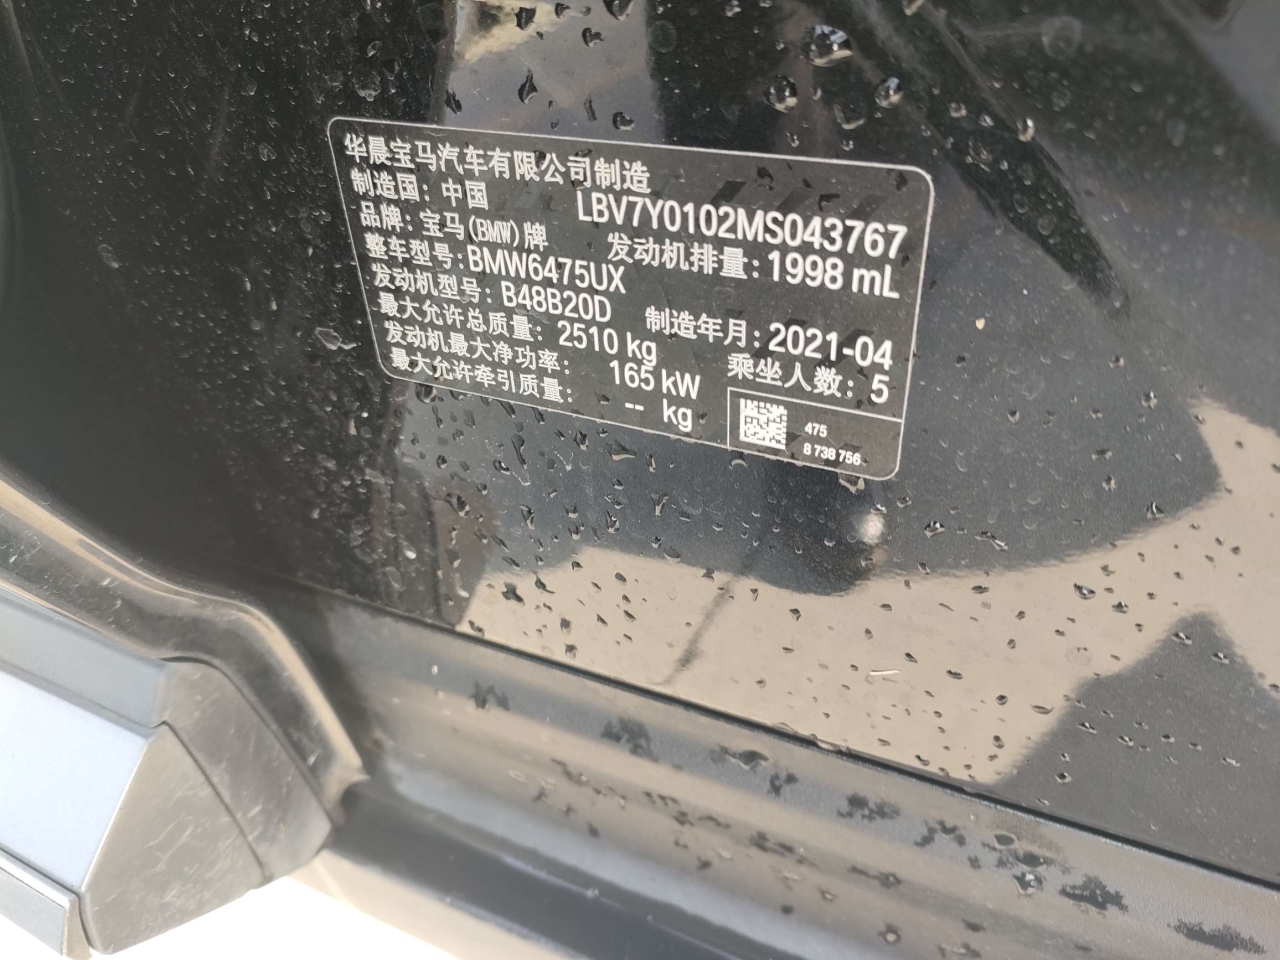 华晨宝马汽车有限公司制造
制造国：中国 LBV7Y0102MS043767
品牌：宝马(BMW)牌 发动机排量：1998 mL
整车型号：BMW6475UX
发动机型号：B48B20D 制造年月：2021-04
最大允许总质量：2510 kg 乘坐人数：5
发动机最大净功率：165 kW
最大允许牵引质量：-- kg
475
8 738 756